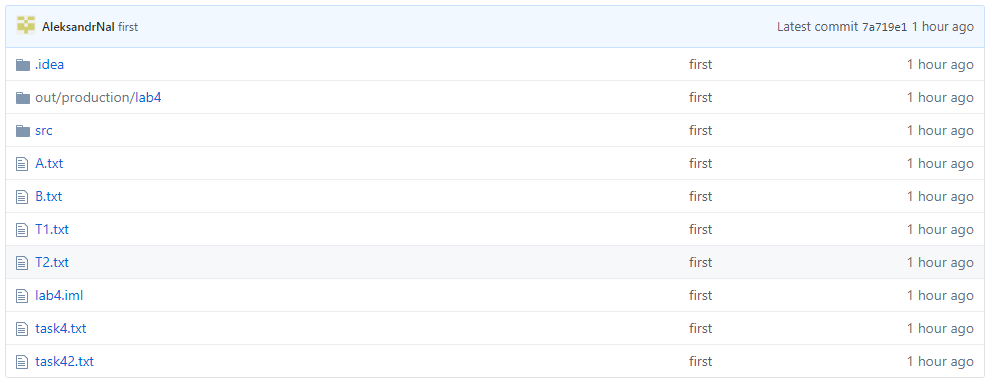 AleksandrNal first Latest commit 7a719e1 1 hour ago
.idea first 1 hour ago
out/production/lab4 first 1 hour ago
src first 1 hour ago
A.txt first 1 hour ago
B.txt first 1 hour ago
T1.txt first 1 hour ago
T2.txt first 1 hour ago
lab4.iml first 1 hour ago
task4.txt first 1 hour ago
task42.txt first 1 hour ago